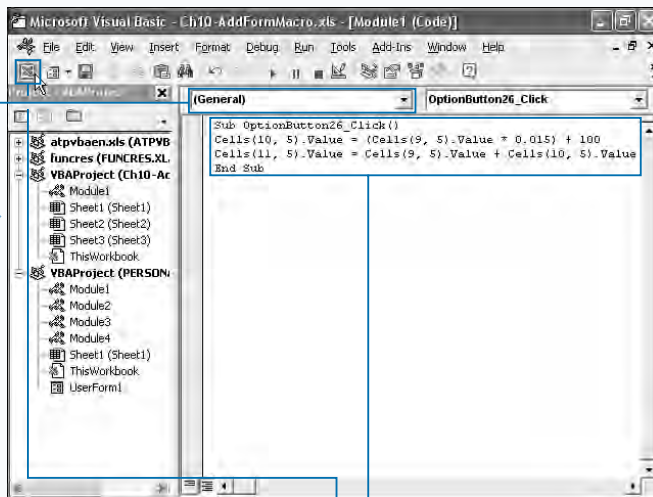 Microsoft Visual Basic - Ch10-AddFormMacro.xls - [Module1 (Code)]
File Edit View Insert Format Debug Run Tools Add-Ins Window Help
(General)
OptionButton26_Click
Sub OptionButton26_Click()
Cells(10, 5).Value = (Cells(9, 5).Value * 0.015) + 100
Cells(11, 5).Value = Cells(9, 5).Value + Cells(10, 5).Value
End Sub
atpvbaen.xls (ATPVB
funcres (FUNCRES.XL
VBAProject (Ch10-Ac
Module1
Sheet1 (Sheet1)
Sheet2 (Sheet2)
Sheet3 (Sheet3)
ThisWorkbook
VBAProject (PERSON
Module1
Module2
Module3
Module4
Sheet1 (Sheet1)
ThisWorkbook
UserForm1